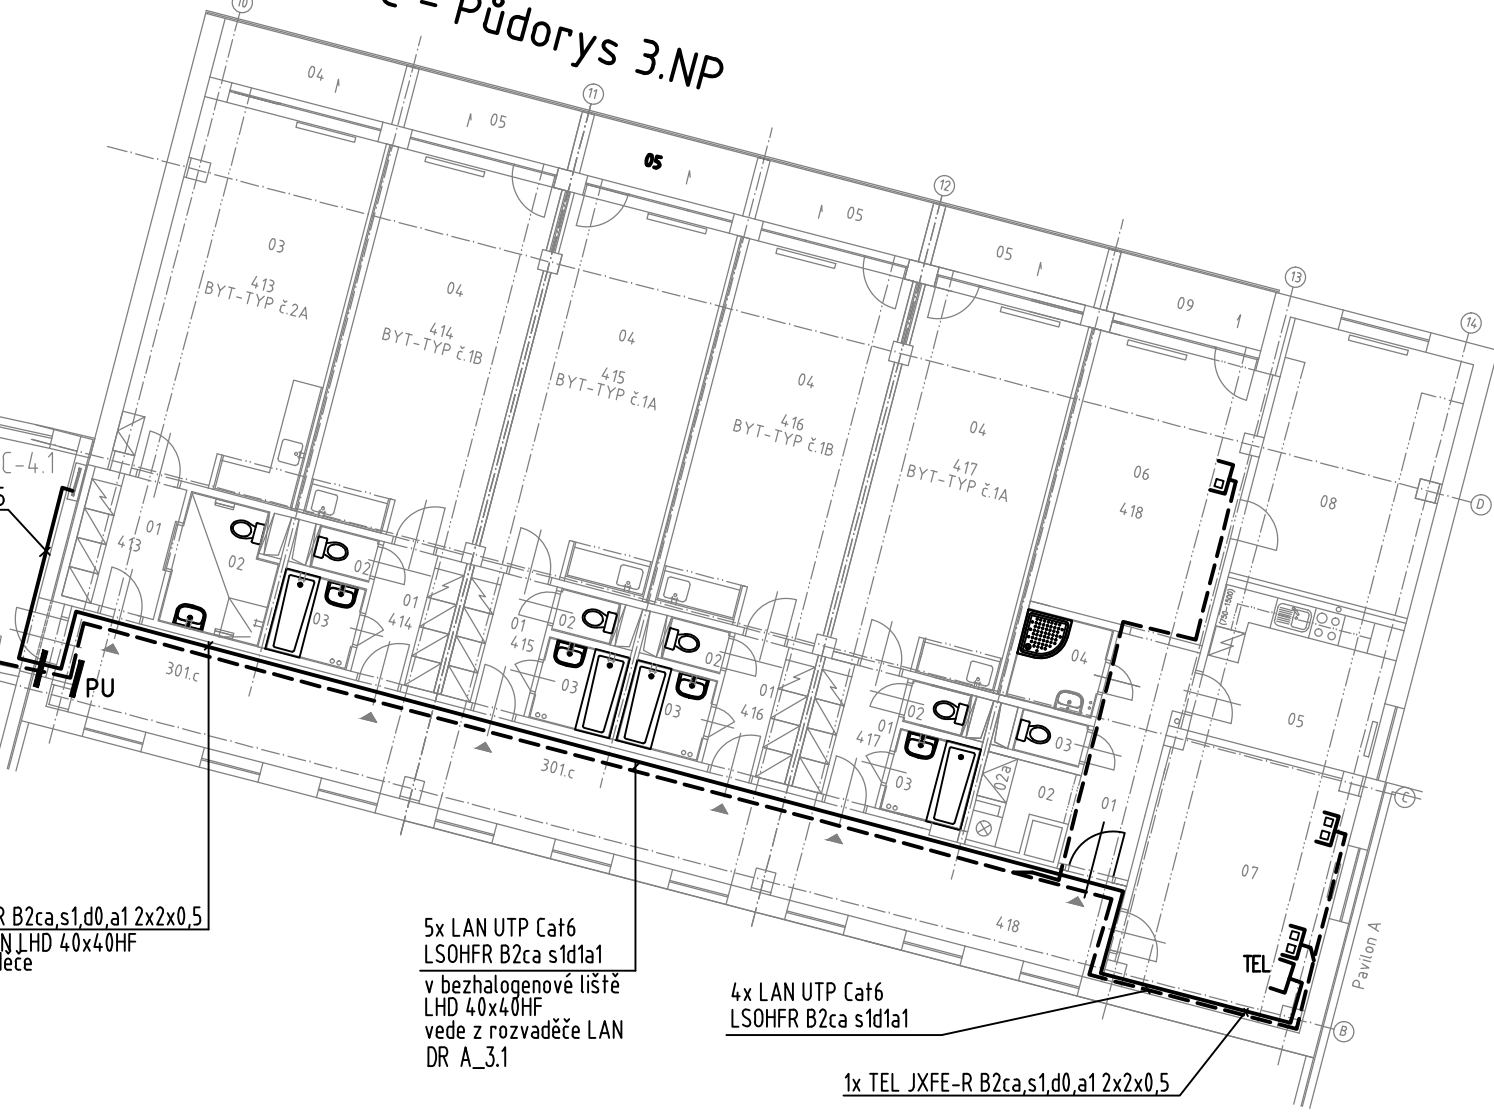 - Půdorys 3.NP
10
11
12
13
14
04
05
05
05
05
09
03
413
BYT-TYP č.2A
04
414
BYT-TYP č.1B
04
415
BYT-TYP č.1A
04
416
BYT-TYP č.1B
04
417
BYT-TYP č.1A
06
418
08
D
C-4.1
5
01
413
02
02
03
01
414
01
415
02
03
02
03
01
416
02
01
417
03
04
03
02a
02
01
05
(750-1500)
C
07
PU
301.c
301.c
418
TEL
Pavilon A
B
R B2ca,s1,d0,a1 2x2x0,5
LHD 40x40HF
5x LAN UTP Cat6
LSOHFR B2ca s1d1a1
v bezhalogenové liště
LHD 40x40HF
vede z rozvaděče LAN
DR A_3.1
4x LAN UTP Cat6
LSOHFR B2ca s1d1a1
1x TEL JXFE-R B2ca,s1,d0,a1 2x2x0,5